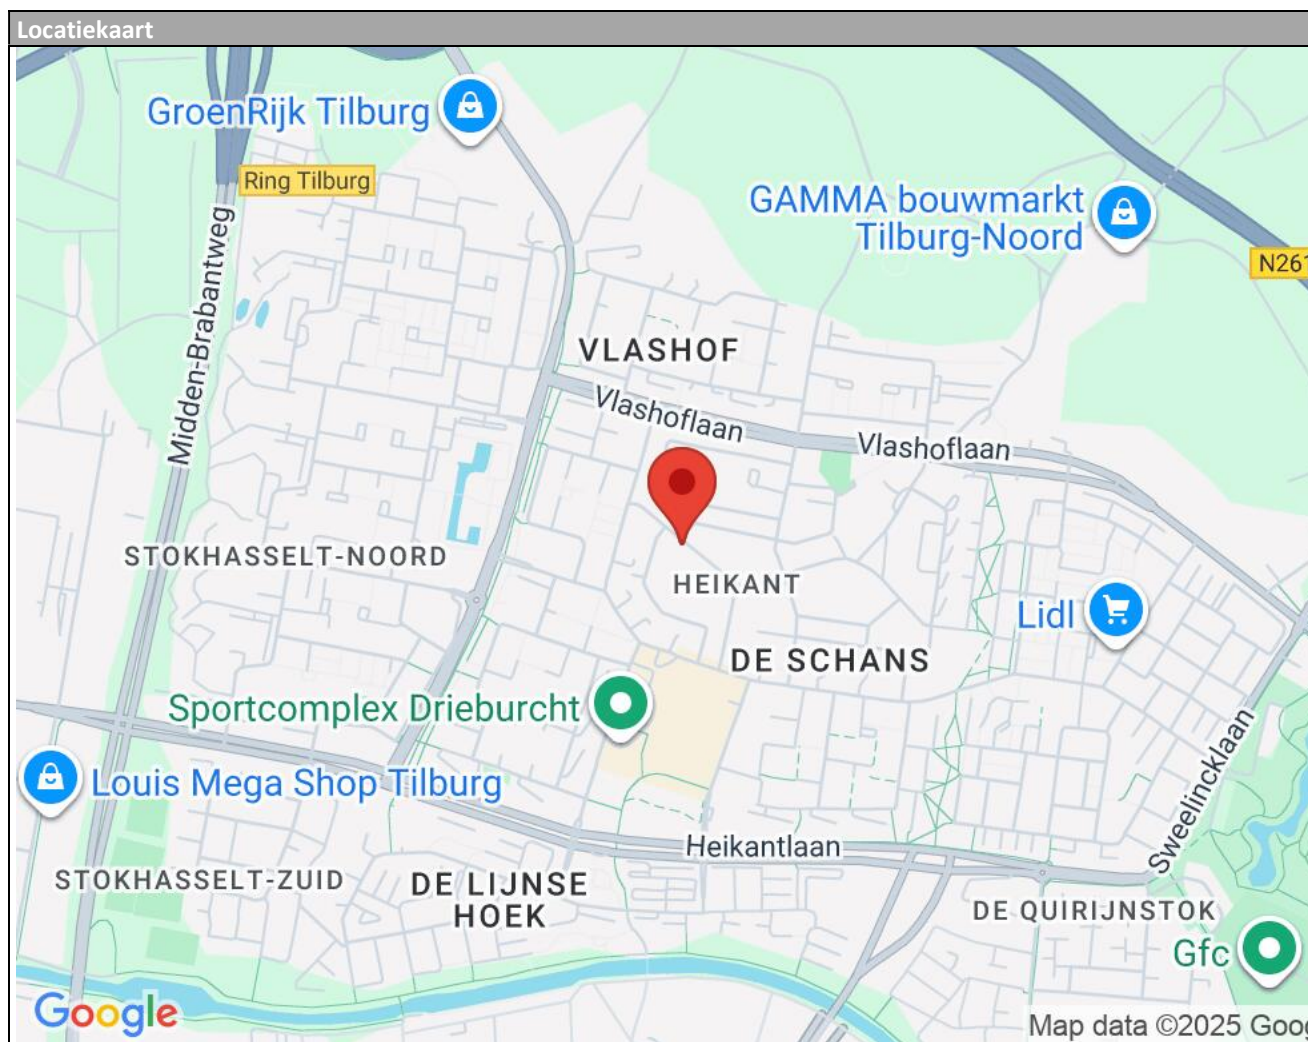 Locatiekaart
GroenRijk Tilburg
Ring Tilburg
GAMMA bouwmarkt
Tilburg-Noord
Midden-Brabantweg
N261
VLASHOF
Vlashoflaan
Vlashoflaan
STOKHASSELT-NOORD
HEIKANT
Lidl
DE SCHANS
Sportcomplex Drieburcht
Louis Mega Shop Tilburg
Sweelincklaan
Heikantlaan
STOKHASSELT-ZUID
DE LIJNSE
HOEK
DE QUIRIJNSTOK
Gfc
Google
Map data ©2025 Goog